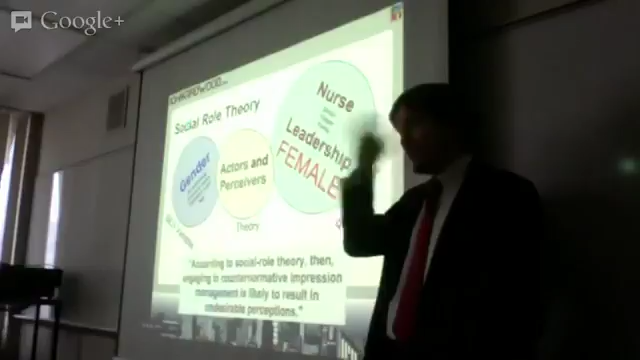 Google+
Social Role Theory
Nurse
Leadership
FEMALE
Gender
Actors and
Perceivers
Theory
"According to social-role theory, then,
engaging in counternormative impression
management is likely to result in
undesirable perceptions."